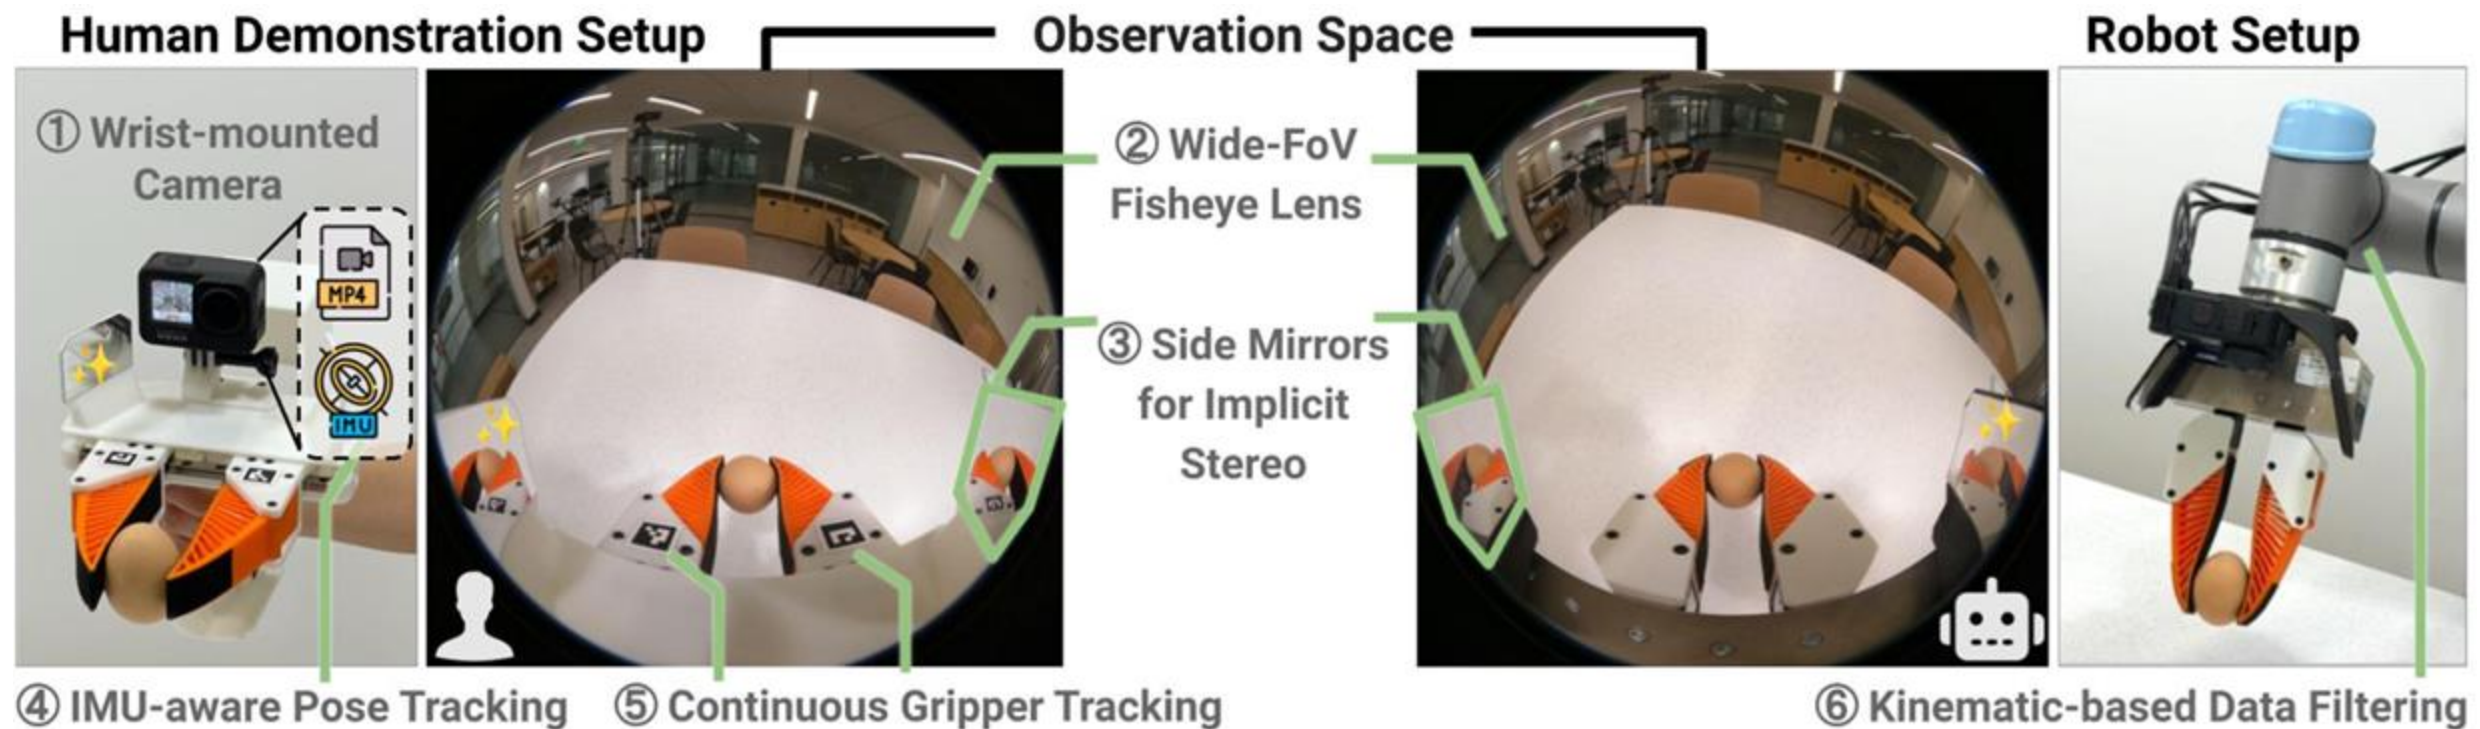 Human Demonstration Setup
Observation Space
Robot Setup
① Wrist-mounted
Camera
MP4
IMU
② Wide-FoV
Fisheye Lens
③ Side Mirrors
for Implicit
Stereo
④ IMU-aware Pose Tracking
⑤ Continuous Gripper Tracking
⑥ Kinematic-based Data Filtering